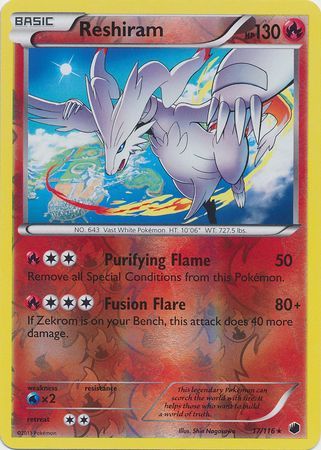 BASIC
Reshiram
HP130
NO. 643 Vast White Pokémon HT: 10'06" WT: 727.5 lbs.
Purifying Flame 50
Remove all Special Conditions from this Pokémon.
Fusion Flare 80+
If Zekrom is on your Bench, this attack does 40 more
damage.
weakness
resistance
×2
retreat
This legendary Pokémon can
scorch the world with fire. It
helps those who want to build
a world of truth.
Illus. Shin Nagasawa
17/116★
©2013 Pokémon